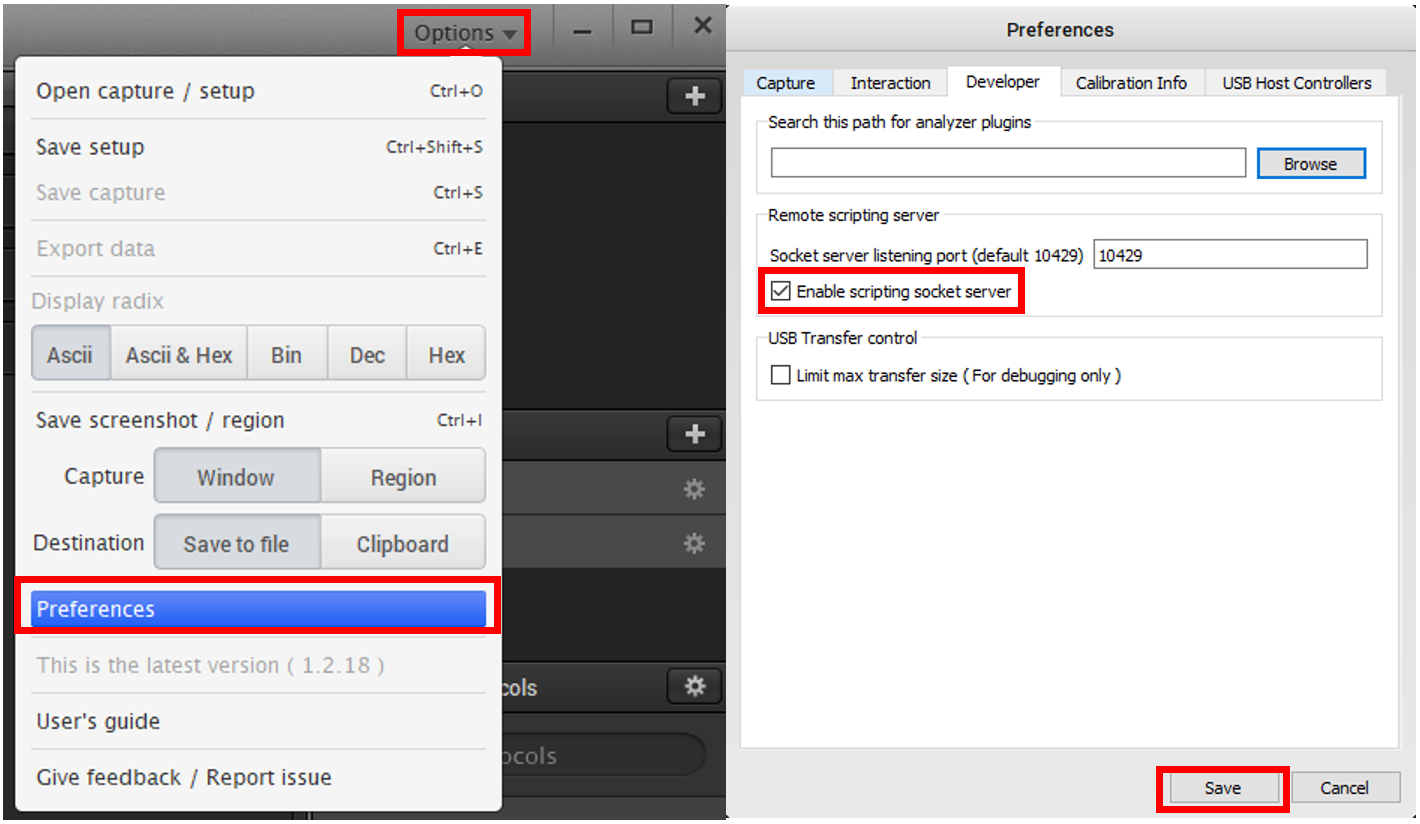 Options
Open capture / setup Ctrl+O
Save setup Ctrl+Shift+S
Save capture Ctrl+S
Export data Ctrl+E
Display radix
Ascii Ascii & Hex Bin Dec Hex
Save screenshot / region Ctrl+I
Capture Window Region
Destination Save to file Clipboard
Preferences
This is the latest version ( 1.2.18 )
User's guide
Give feedback / Report issue
cols
ocols
Preferences
Capture Interaction Developer Calibration Info USB Host Controllers
Search this path for analyzer plugins
Browse
Remote scripting server
Socket server listening port (default 10429) 10429
Enable scripting socket server
USB Transfer control
Limit max transfer size ( For debugging only )
Save Cancel